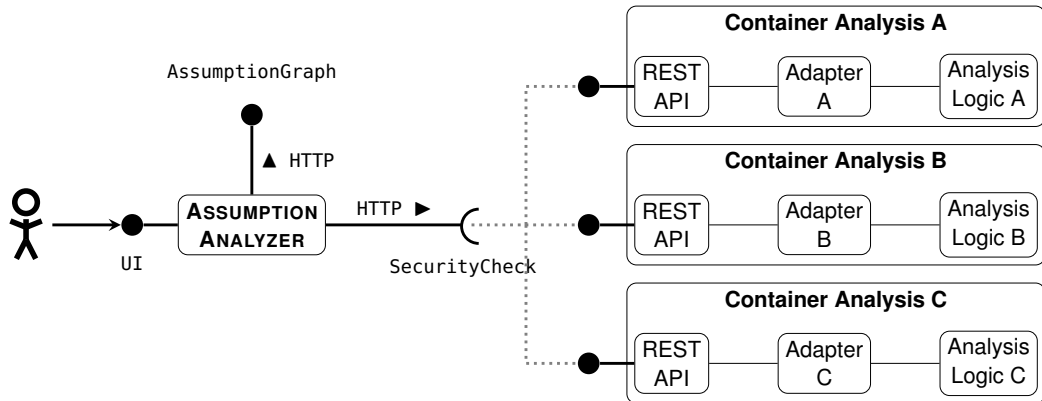 AssumptionGraph
▲ HTTP
UI
ASSUMPTION
ANALYZER
HTTP ▶
SecurityCheck
Container Analysis A
REST
API
Adapter
A
Analysis
Logic A
Container Analysis B
REST
API
Adapter
B
Analysis
Logic B
Container Analysis C
REST
API
Adapter
C
Analysis
Logic C